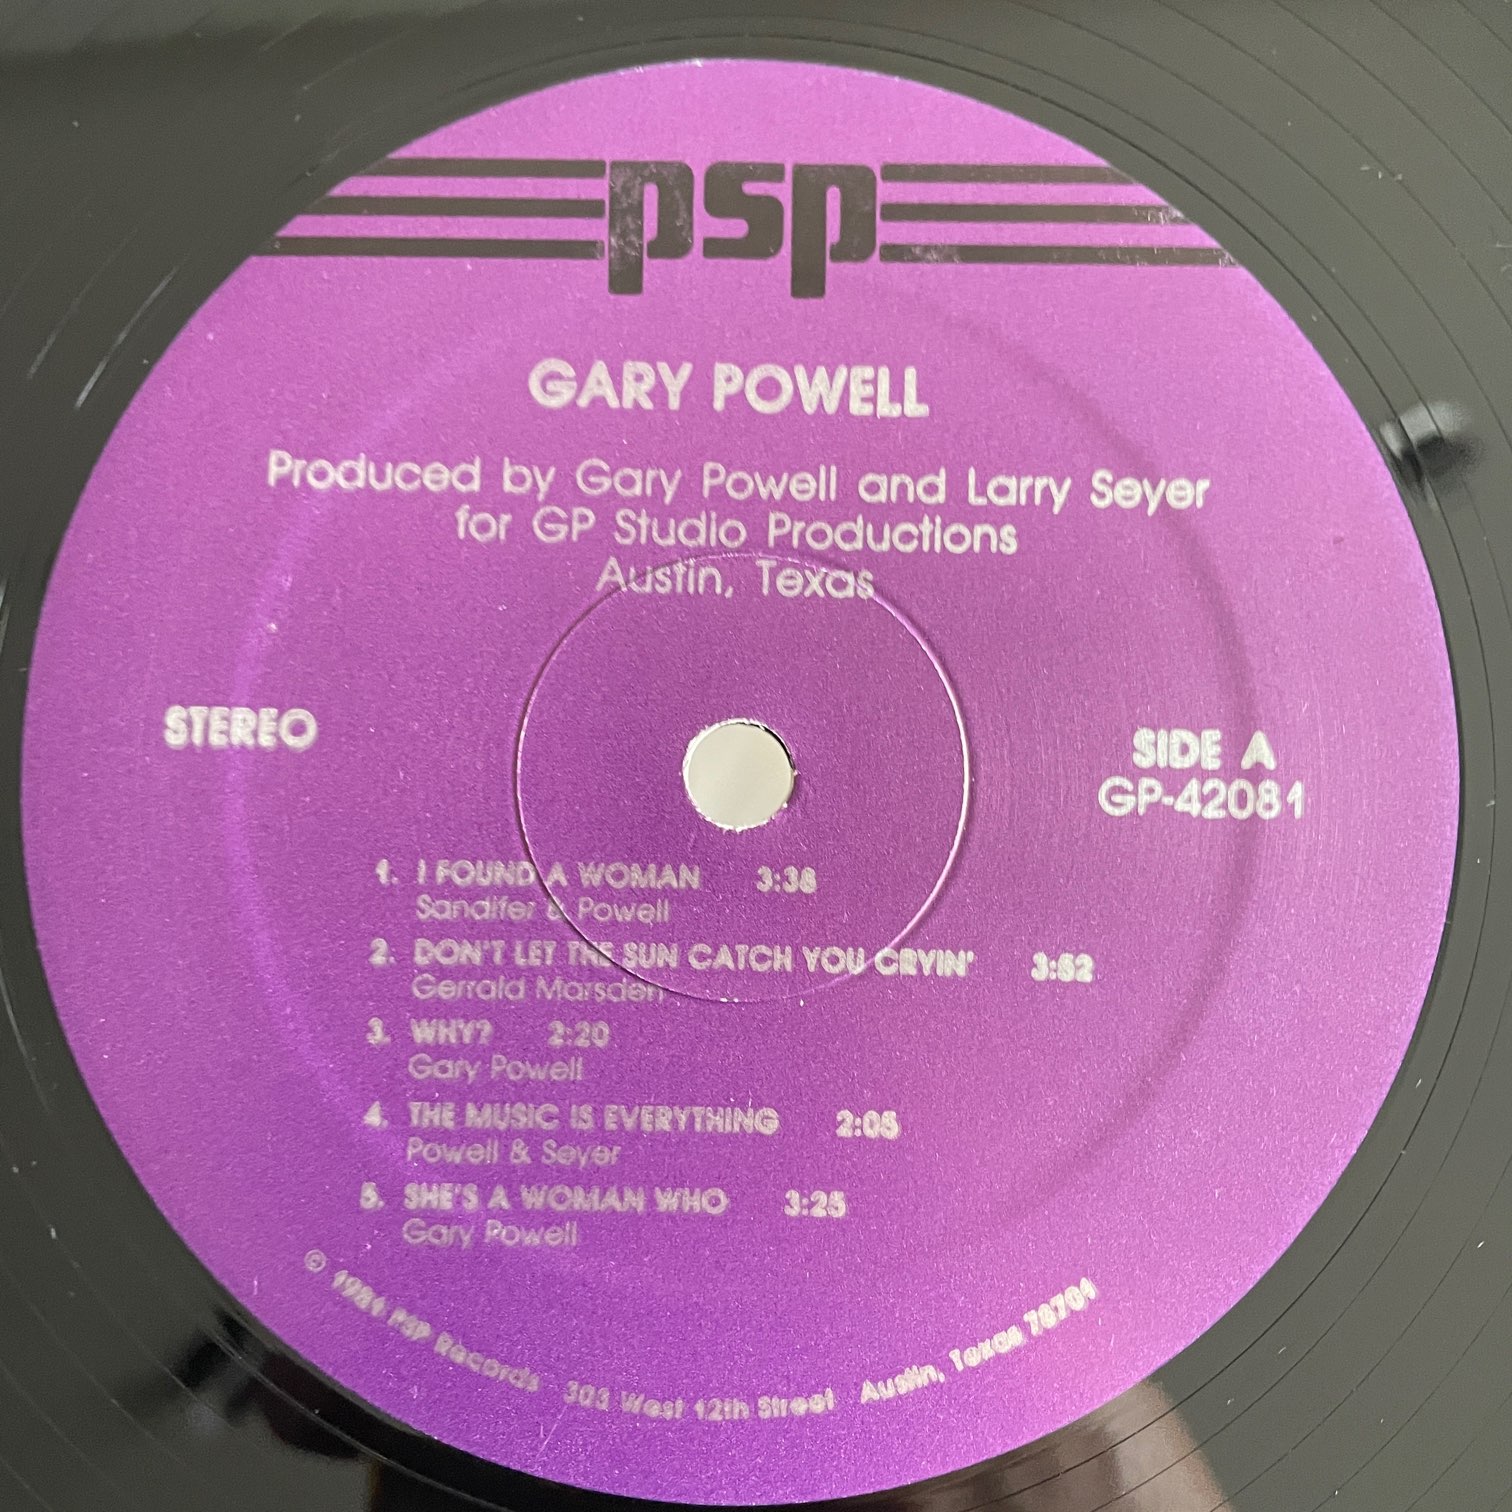 psp
GARY POWELL
Produced by Gary Powell and Larry Seyer
for GP Studio Productions
Austin, Texas
STEREO
SIDE A
GP-42081
1. I FOUND A WOMAN 3:38
Sandifer & Powell
2. DON'T LET THE SUN CATCH YOU CRYIN' 3:52
Gerrald Marsden
3. WHY? 2:20
Gary Powell
4. THE MUSIC IS EVERYTHING 2:05
Powell & Seyer
5. SHE'S A WOMAN WHO 3:25
Gary Powell
© 1981 PSP Records 303 West 12th Street Austin, Texas 78701